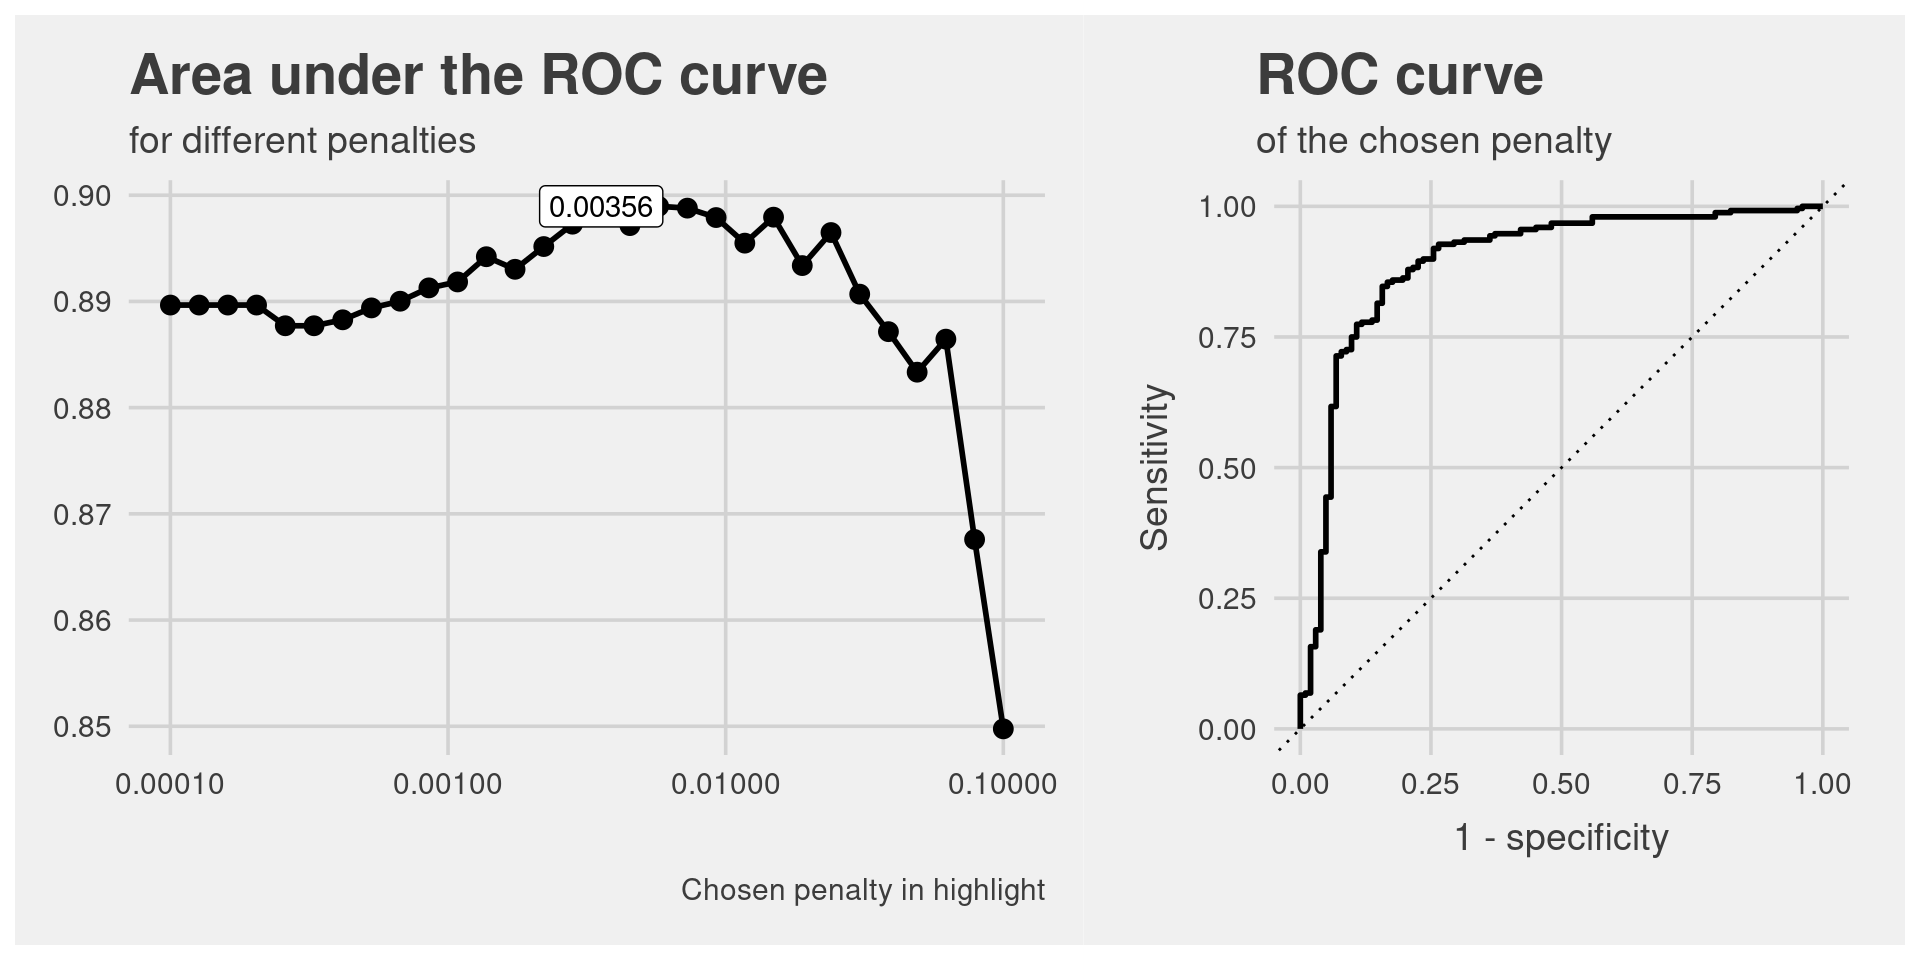 Area under the ROC curve
for different penalties
0.90
0.89
0.88
0.87
0.86
0.85
0.00356
0.00010 0.00100 0.01000 0.10000
Chosen penalty in highlight
ROC curve
of the chosen penalty
Sensitivity
1.00
0.75
0.50
0.25
0.00
0.00 0.25 0.50 0.75 1.00
1 - specificity